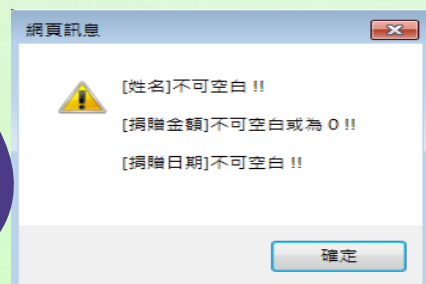 網頁訊息
[姓名]不可空白 !!
[捐贈金額]不可空白或為 0 !!
[捐贈日期]不可空白 !!
確定